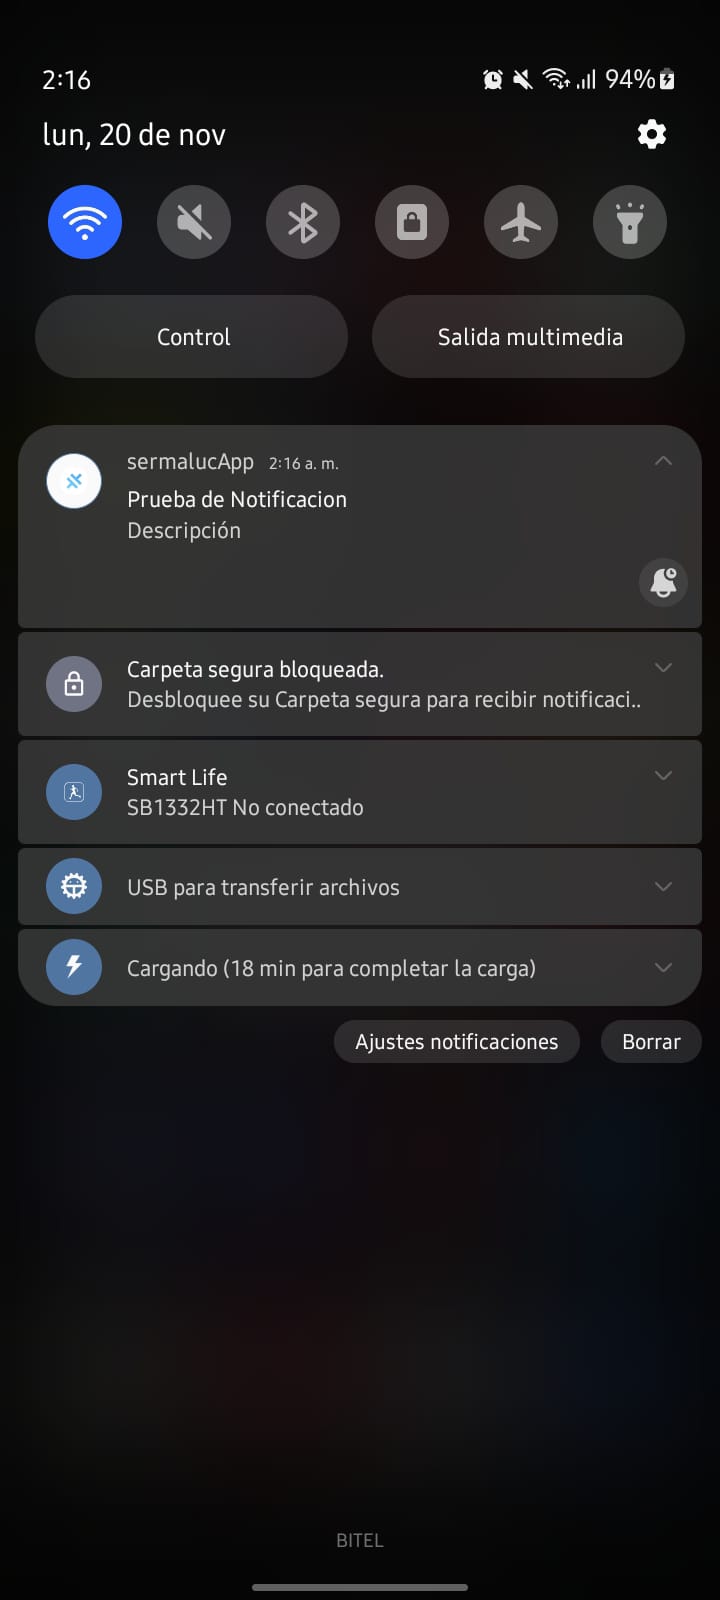 2:16
94%
lun, 20 de nov
Control
Salida multimedia
sermalucApp 2:16 a. m.
Prueba de Notificacion
Descripción
Carpeta segura bloqueada.
Desbloquee su Carpeta segura para recibir notificaci..
Smart Life
SB1332HT No conectado
USB para transferir archivos
Cargando (18 min para completar la carga)
Ajustes notificaciones
Borrar
BITEL